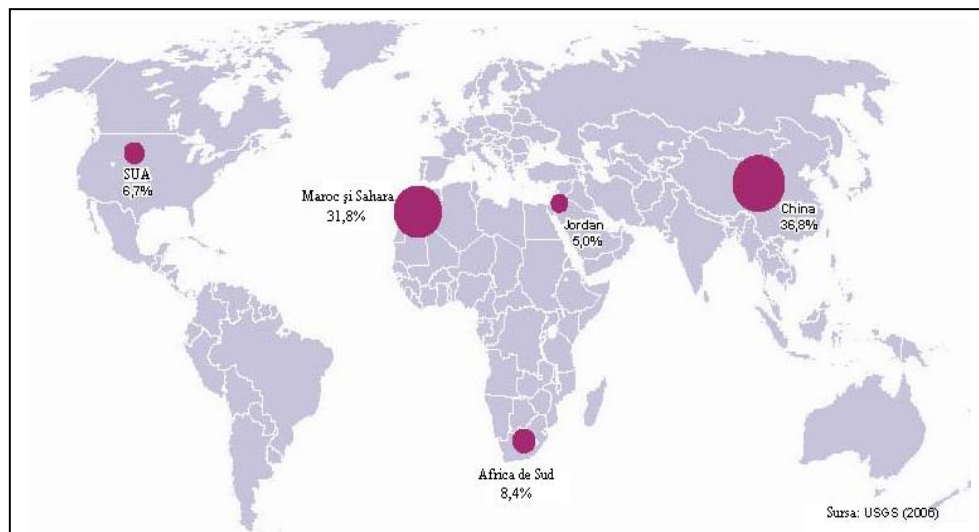 SUA
6,7%
Maroc şi Sahara
31,8%
Jordan
5,0%
China
36,8%
Africa de Sud
8,4%
Sursa: USGS (2006)